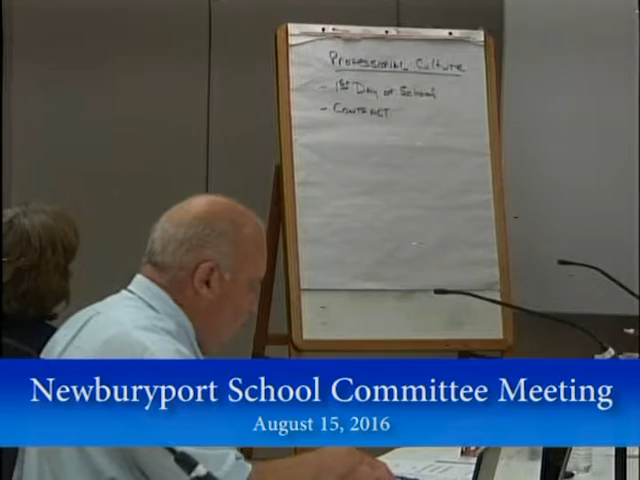 Professional Culture
- 1st Day of School
- Contract
Newburyport School Committee Meeting
August 15, 2016